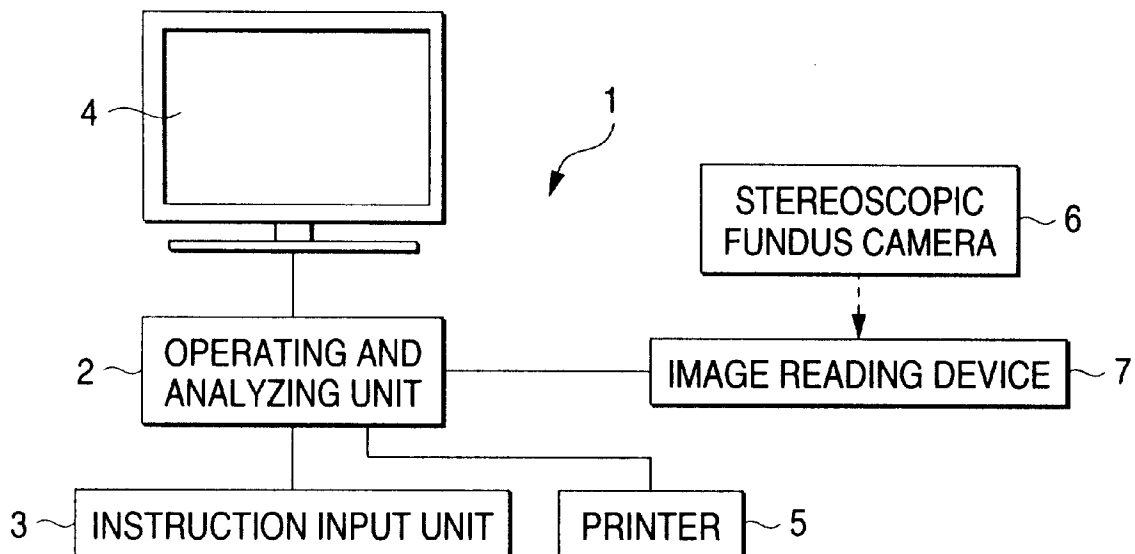 4
1
STEREOSCOPIC
FUNDUS CAMERA
6
2
OPERATING AND
ANALYZING UNIT
IMAGE READING DEVICE
7
3
INSTRUCTION INPUT UNIT
PRINTER
5